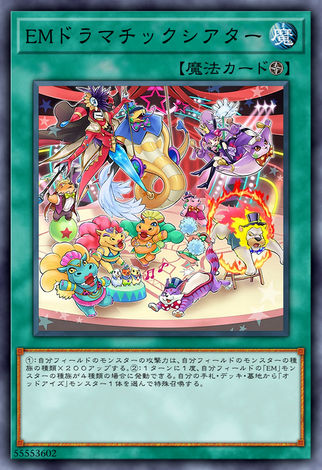 EMドラマチックシアター
魔
【魔法カード】
①:自分フィールドのモンスターの攻撃力は、自分フィールドのモンスターの種
族の種類×200アップする。②:1ターンに1度、自分フィールドの「EM」モン
スターの種族が4種類の場合に発動できる。自分の手札・デッキ・墓地から「オ
ッドアイズ」モンスター1体を選んで特殊召喚する。
55553602